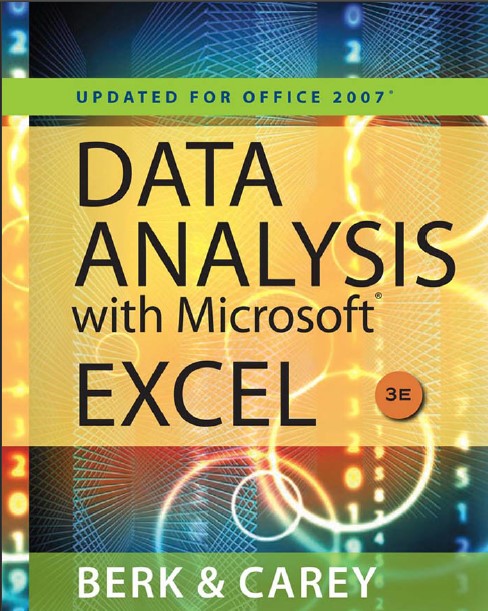 UPDATED FOR OFFICE 2007®
DATA
ANALYSIS
with Microsoft®
EXCEL
3E
BERK & CAREY